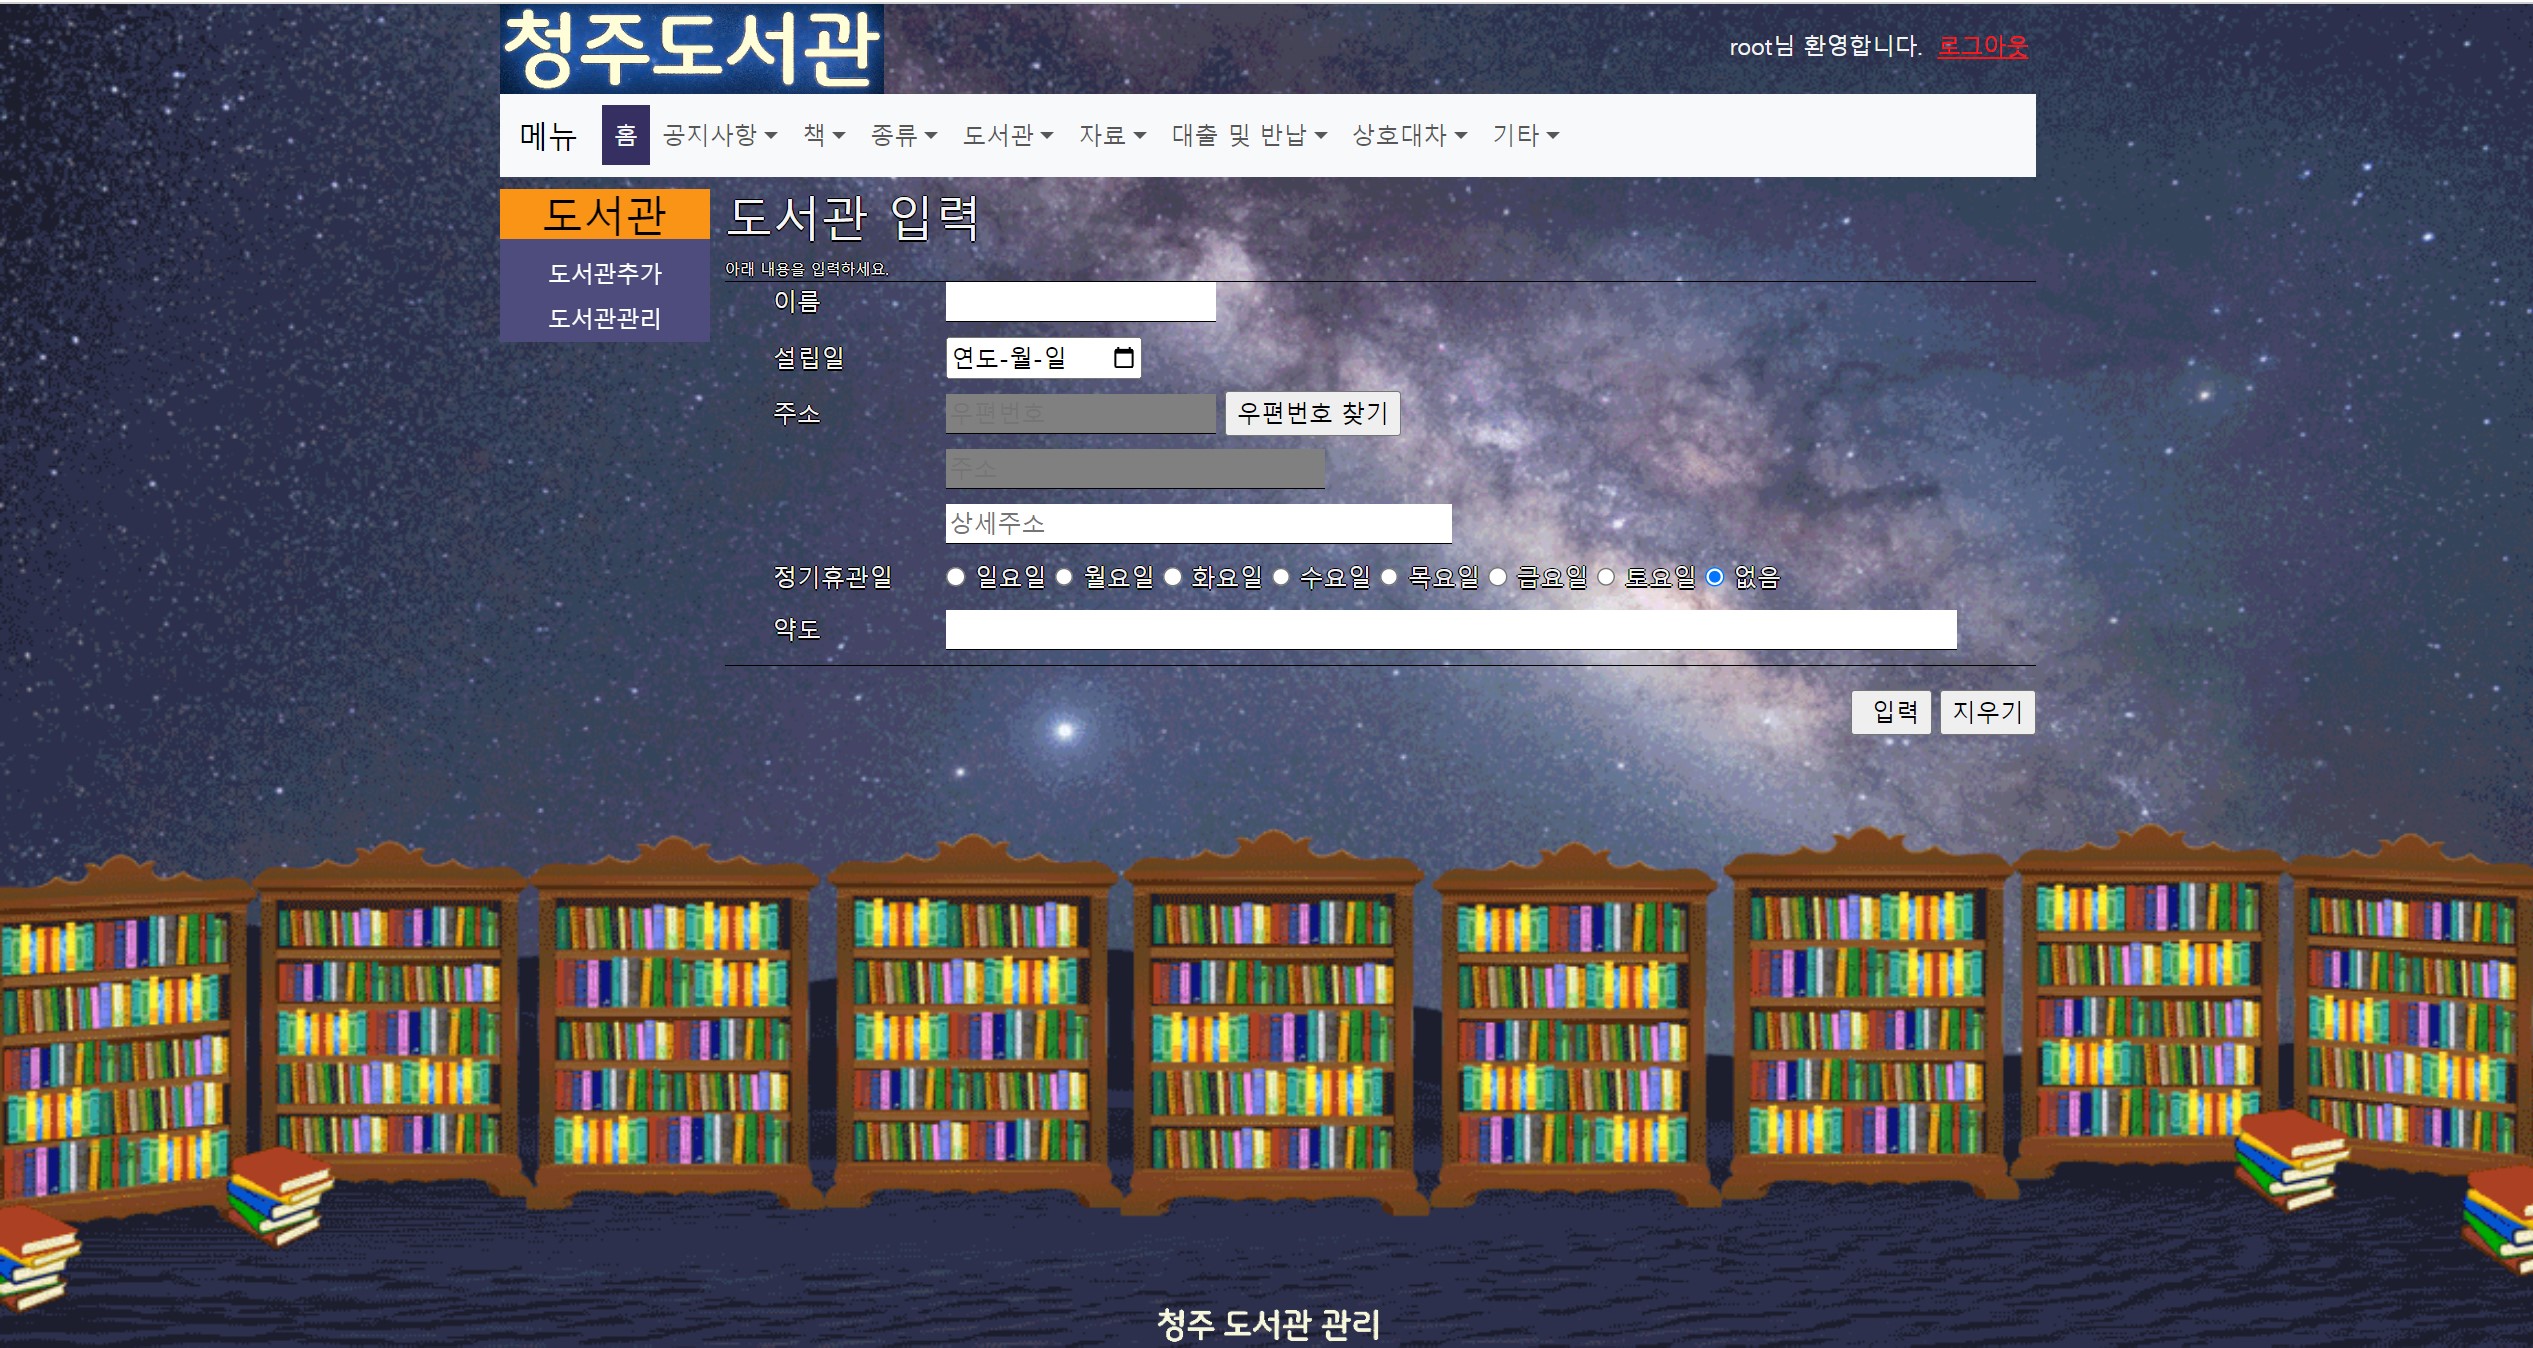 청주도서관
root님 환영합니다. 로그아웃
메뉴 홈 공지사항 책 종류 도서관 자료 대출 및 반납 상호대차 기타
도서관
도서관추가
도서관관리
도서관 입력
아래 내용을 입력하세요.
이름
설립일 연도-월-일
주소 우편번호 우편번호 찾기
주소
상세주소
정기휴관일 일요일 월요일 화요일 수요일 목요일 금요일 토요일 없음
약도
입력 지우기
청주 도서관 관리